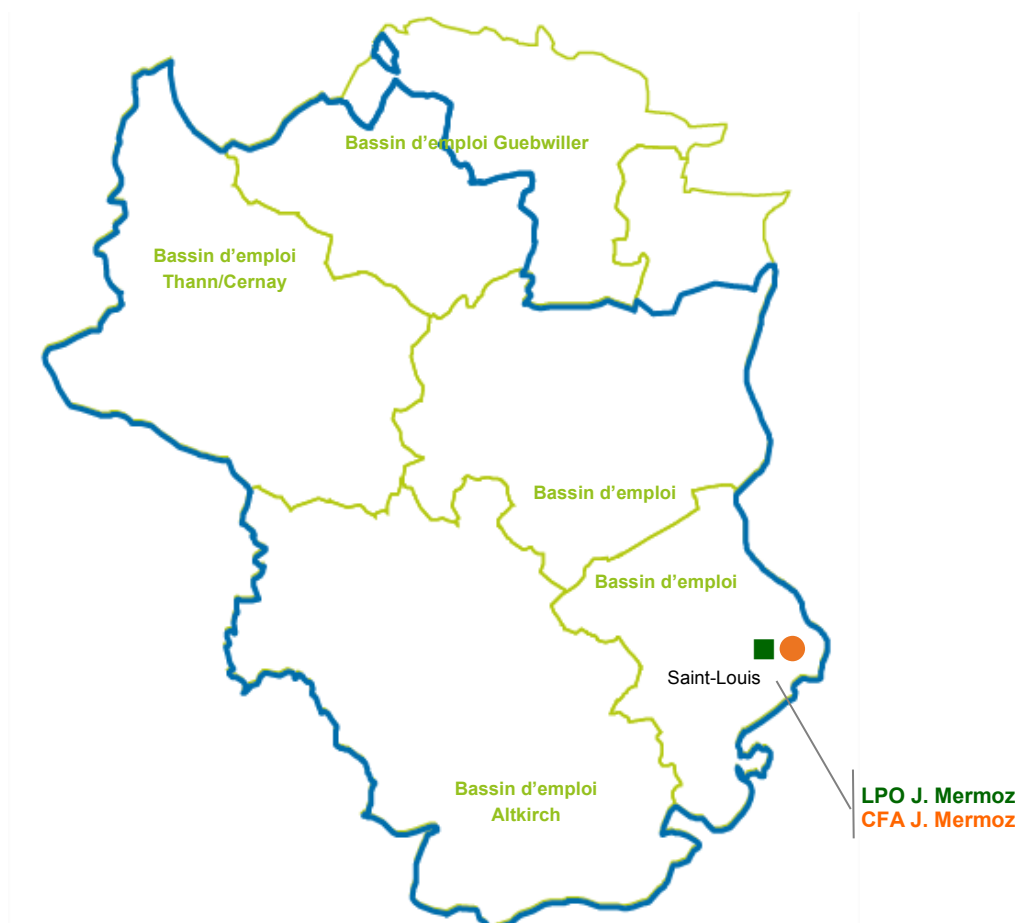 Bassin d'emploi Guebwiller
Bassin d'emploi
Thann/Cernay
Bassin d'emploi
Bassin d'emploi
Saint-Louis
Bassin d'emploi
Altkirch
LPO J. Mermoz
CFA J. Mermoz